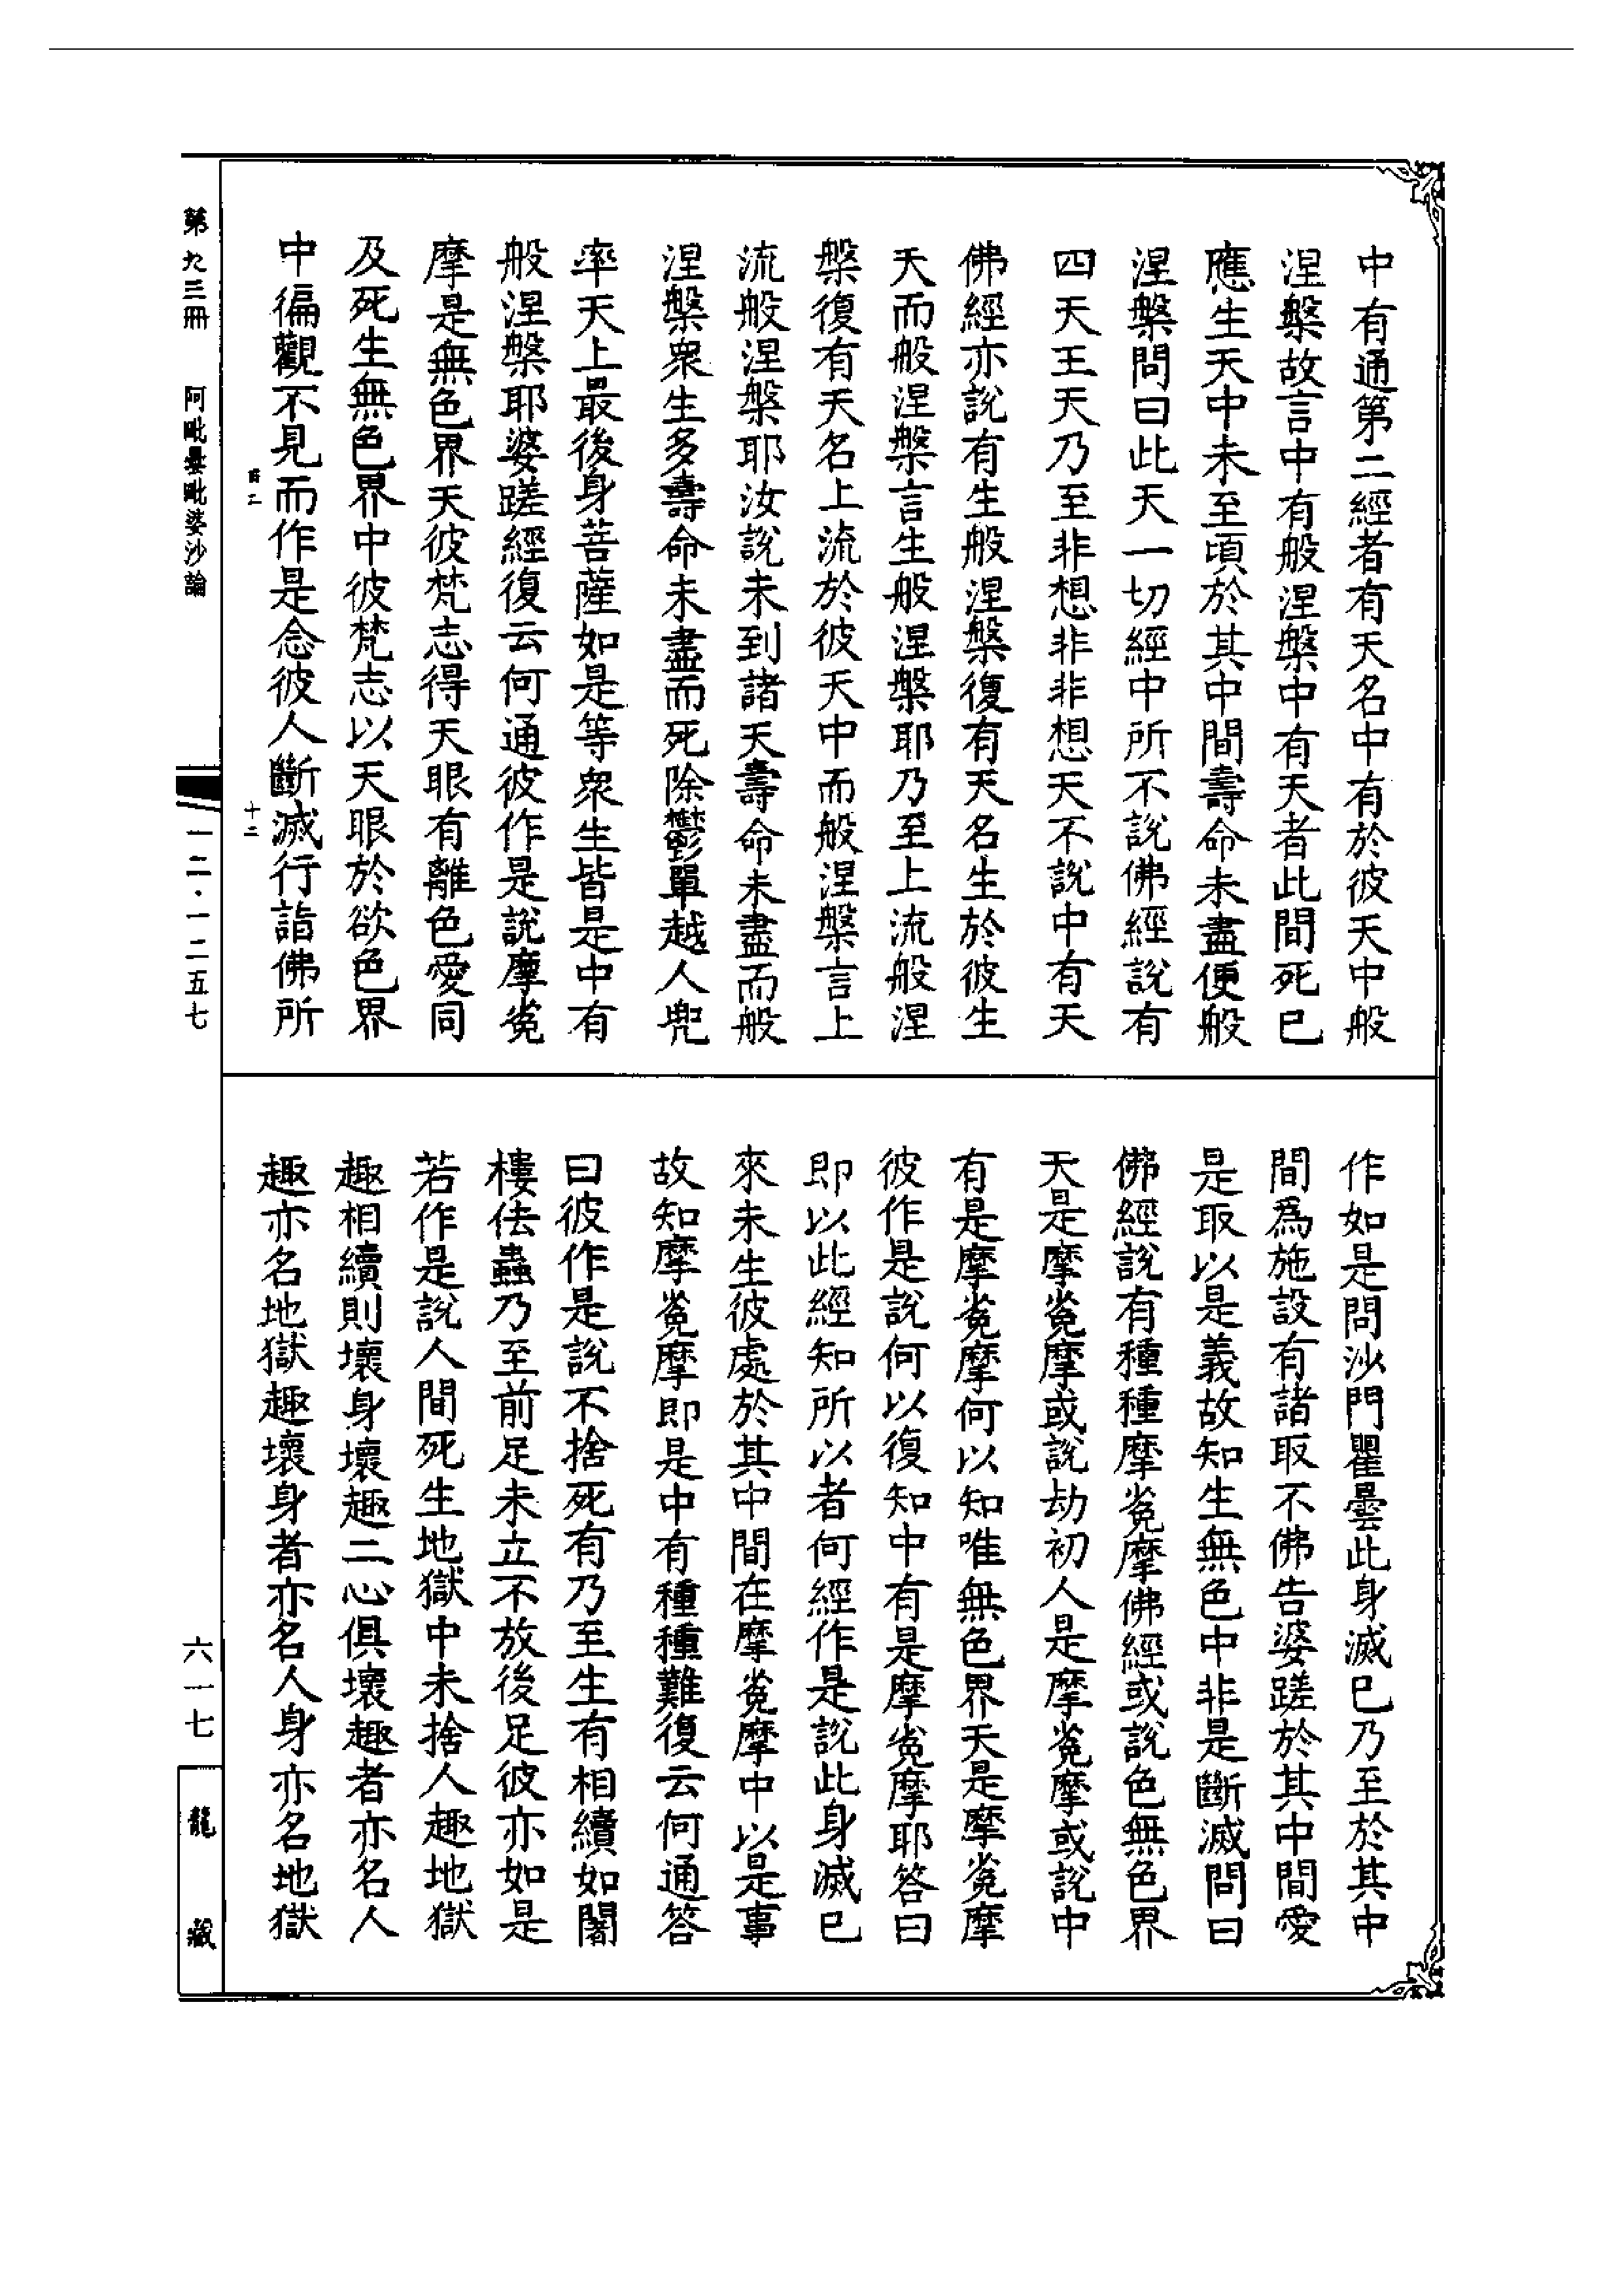 中有通第二經者有天名中有於彼天中般
涅槃故言中有般涅槃中有天者此間死已
應生天中未至頃於其中間壽命未盡便般
涅槃問曰此天一切經中所不說佛經說有
四天王天乃至非想非非想天不說中有天
佛經亦說有生般涅槃復有天名生於彼生
天而般涅槃言生般涅槃耶乃至上流般涅
槃復有天名上流於彼天中而般涅槃言上
流般涅槃耶汝說未到諸天壽命未盡而般
涅槃衆生多壽命未盡而死除鬱單越人兜
率天上最後身菩薩如是等衆生皆是中有
般涅槃耶婆蹉經復云何通彼作是說摩㝹
摩是無色界天彼梵志得天眼有離色愛同
及死生無色界中彼梵志以天眼於欲色界
中徧觀不見而作是念彼人斷滅行詣佛所
作如是問沙門瞿曇此身滅已乃至於其中
間爲施設有諸取不佛告婆蹉於其中間愛
是取以是義故知生無色中非是斷滅問曰
佛經說有種種摩㝹摩佛經或說色無色界
天是摩㝹摩或說劫初人是摩㝹摩或說中
有是摩㝹摩何以知唯無色界天是摩㝹摩
彼作是說何以復知中有是摩㝹摩耶答曰
即以此經知所以者何經作是說此身滅已
來未生彼處於其中間在摩㝹摩中以是事
故知摩㝹摩即是中有種種難復云何通答
曰彼作是說不捨死有乃至生有相續如闍
樓佉蟲乃至前足未立不放後足彼亦如是
若作是說人間死生地獄中未捨人趣地獄
趣相續則壞身壞趣二心俱壞趣者亦名人
趣亦名地獄趣壞身者亦名人身亦名地獄
第九三冊 阿毗曇毗婆沙論
百二 十二
一二·一二五七
六一七
龍藏